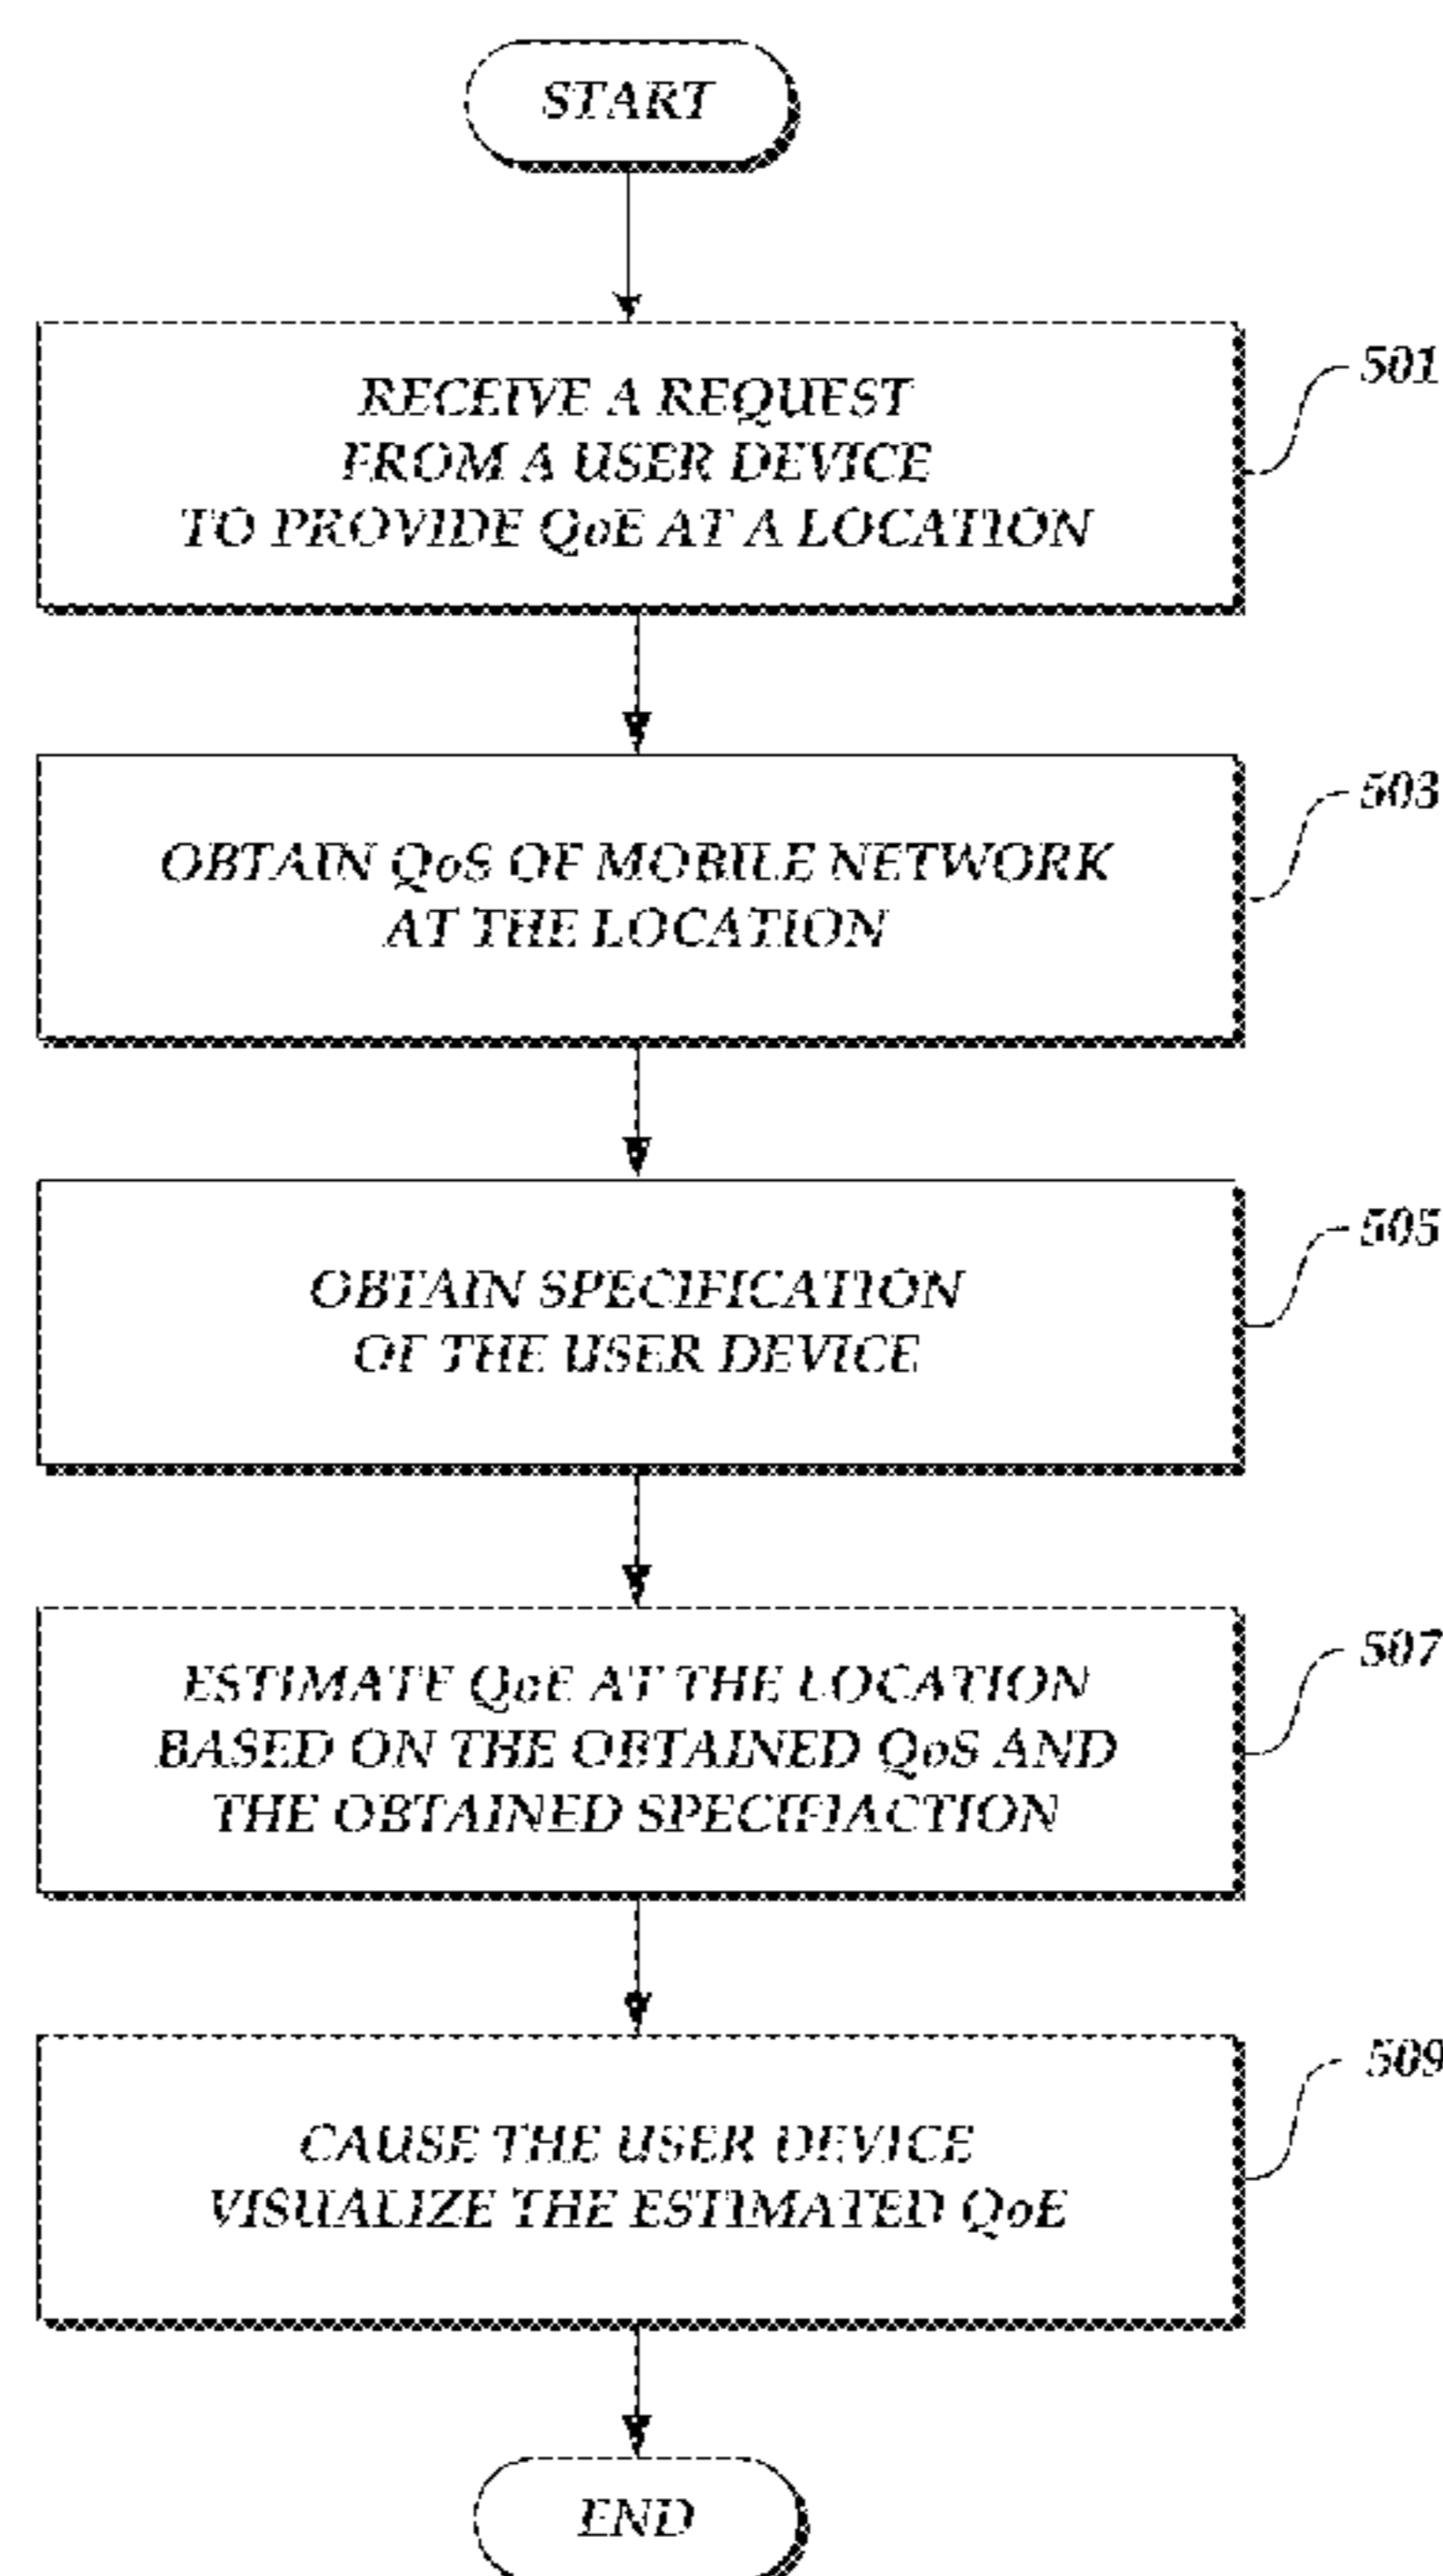 START
RECEIVE A REQUEST
FROM A USER DEVICE
TO PROVIDE QoE AT A LOCATION
501
OBTAIN QoS OF MOBILE NETWORK
AT THE LOCATION
503
OBTAIN SPECIFICATION
OF THE USER DEVICE
505
ESTIMATE QoE AT THE LOCATION
BASED ON THE OBTAINED QoS AND
THE OBTAINED SPECIFIACTION
507
CAUSE THE USER DEVICE
VISUALIZE THE ESTIMATED QoE
509
END